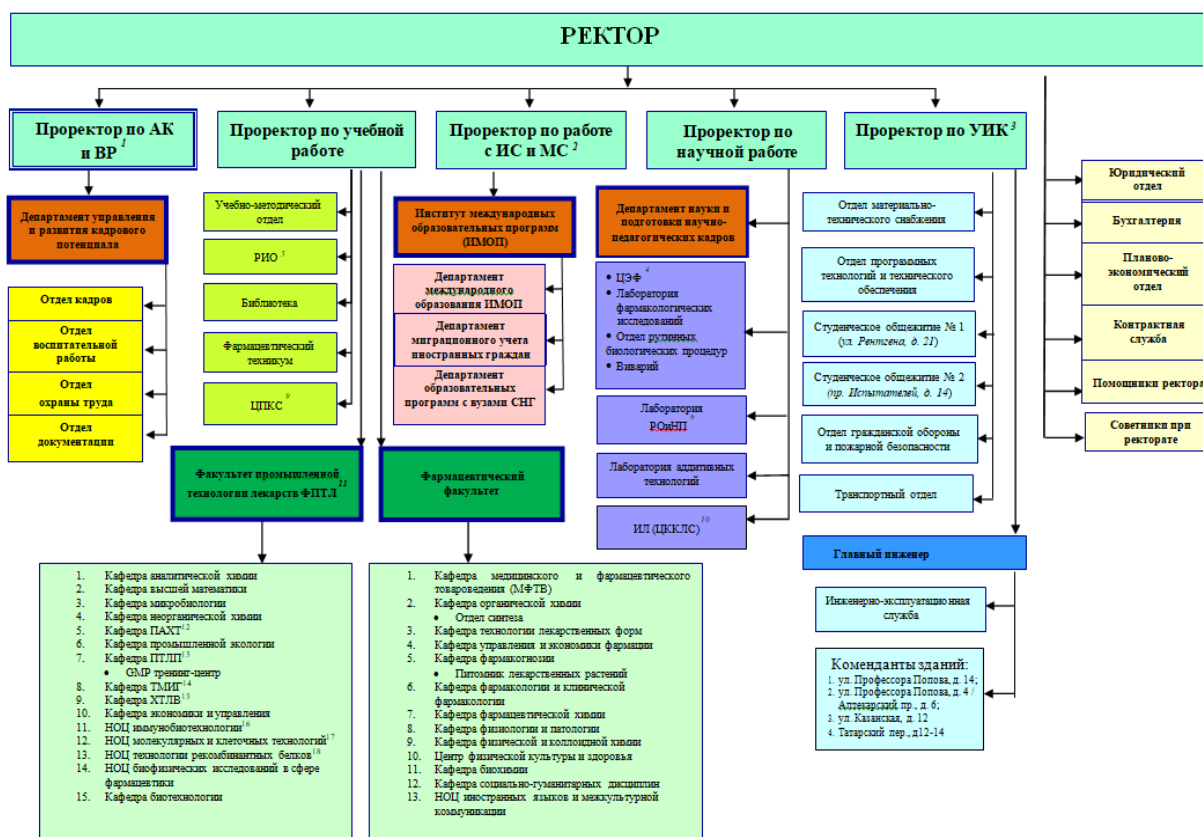 РЕКТОР
Проректор по АК
и ВР 1
Проректор по учебной
работе
Проректор по работе
с ИС и МС 2
Проректор по
научной работе
Проректор по УИК 3
Департамент управления
и развития кадрового
потенциала
Отдел кадров
Отдел
воспитательной
работы
Отдел
охраны труда
Отдел
документации
Учебно-методический
отдел
РИО 5
Библиотека
Фармацевтический
техникум
ЦПКС 9
Институт международных
образовательных программ
(ИМОП)
Департамент
международного
образования ИМОП
Департамент
миграционного учета
иностранных граждан
Департамент
образовательных
программ с вузами СНГ
Департамент науки и
подготовки научно-
педагогических кадров
• ЦЭФ 4
• Лаборатория
фармакологических
исследований
• Отдел рутинных
биологических процедур
• Виварий
Лаборатория
РОиНП 6
Лаборатория аддитивных
технологий
ИЛ (ЦККЛС) 10
Отдел материально-
технического снабжения
Отдел программных
технологий и технического
обеспечения
Студенческое общежитие № 1
(ул. Рентгена, д. 21)
Студенческое общежитие № 2
(пр. Испытателей, д. 14)
Отдел гражданской обороны
и пожарной безопасности
Транспортный отдел
Главный инженер
Инженерно-эксплуатационная
служба
Коменданты зданий:
1. ул. Профессора Попова, д. 14;
2. ул. Профессора Попова, д. 4 /
Аптекарский пр., д. 6;
3. ул. Казанская, д. 12
4. Татарский пер., д12-14
Юридический
отдел
Бухгалтерия
Планово-
экономический
отдел
Контрактная
служба
Помощники ректора
Советники при
ректорате
Факультет промышленной
технологии лекарств ФПТЛ 11
Фармацевтический
факультет
1. Кафедра аналитической химии
2. Кафедра высшей математики
3. Кафедра микробиологии
4. Кафедра неорганической химии
5. Кафедра ПАХТ12
6. Кафедра промышленной экологии
7. Кафедра ПТЛП13
• GMP тренинг-центр
8. Кафедра ТМИГ14
9. Кафедра ХТЛВ15
10. Кафедра экономики и управления
11. НОЦ иммунобиотехнологии16
12. НОЦ молекулярных и клеточных технологий17
13. НОЦ технологии рекомбинантных белков18
14. НОЦ биофизических исследований в сфере
фармацевтики
15. Кафедра биотехнологии
1. Кафедра медицинского и фармацевтического
товароведения (МФТВ)
2. Кафедра органической химии
• Отдел синтеза
3. Кафедра технологии лекарственных форм
4. Кафедра управления и экономики фармации
5. Кафедра фармакогнозии
• Питомник лекарственных растений
6. Кафедра фармакологии и клинической
фармакологии
7. Кафедра фармацевтической химии
8. Кафедра физиологии и патологии
9. Кафедра физической и коллоидной химии
10. Центр физической культуры и здоровья
11. Кафедра биохимии
12. Кафедра социально-гуманитарных дисциплин
13. НОЦ иностранных языков и межкультурной
коммуникации